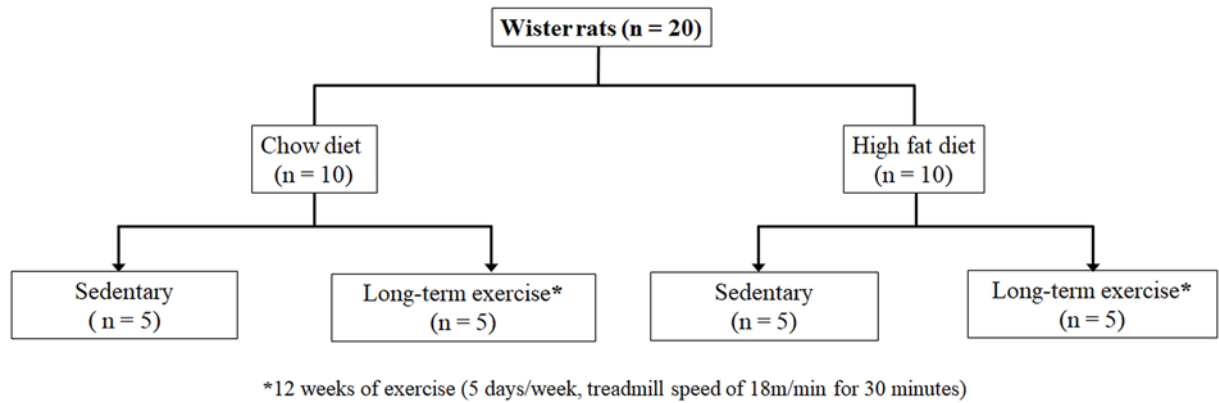 Wister rats (n = 20)
Chow diet
(n = 10)
High fat diet
(n = 10)
Sedentary
( n = 5)
Long-term exercise*
(n = 5)
Sedentary
(n = 5)
Long-term exercise*
(n = 5)
*12 weeks of exercise (5 days/week, treadmill speed of 18m/min for 30 minutes)